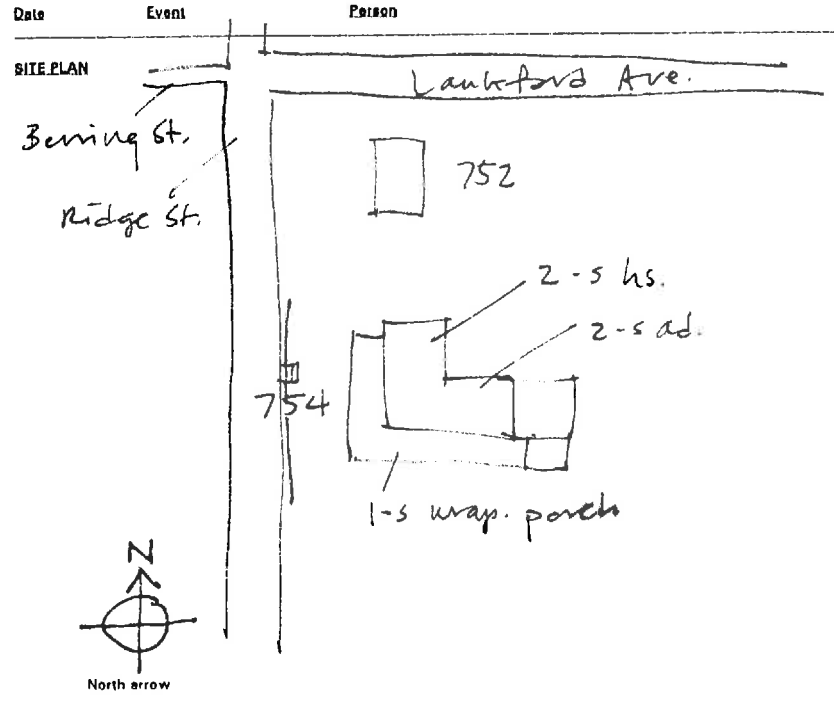 Date Event Person
SITE PLAN
Lankford Ave.
St.
Ridge St.
752
2-s hs.
2-s ad.
754
1-s wrap. porch
N
North arrow